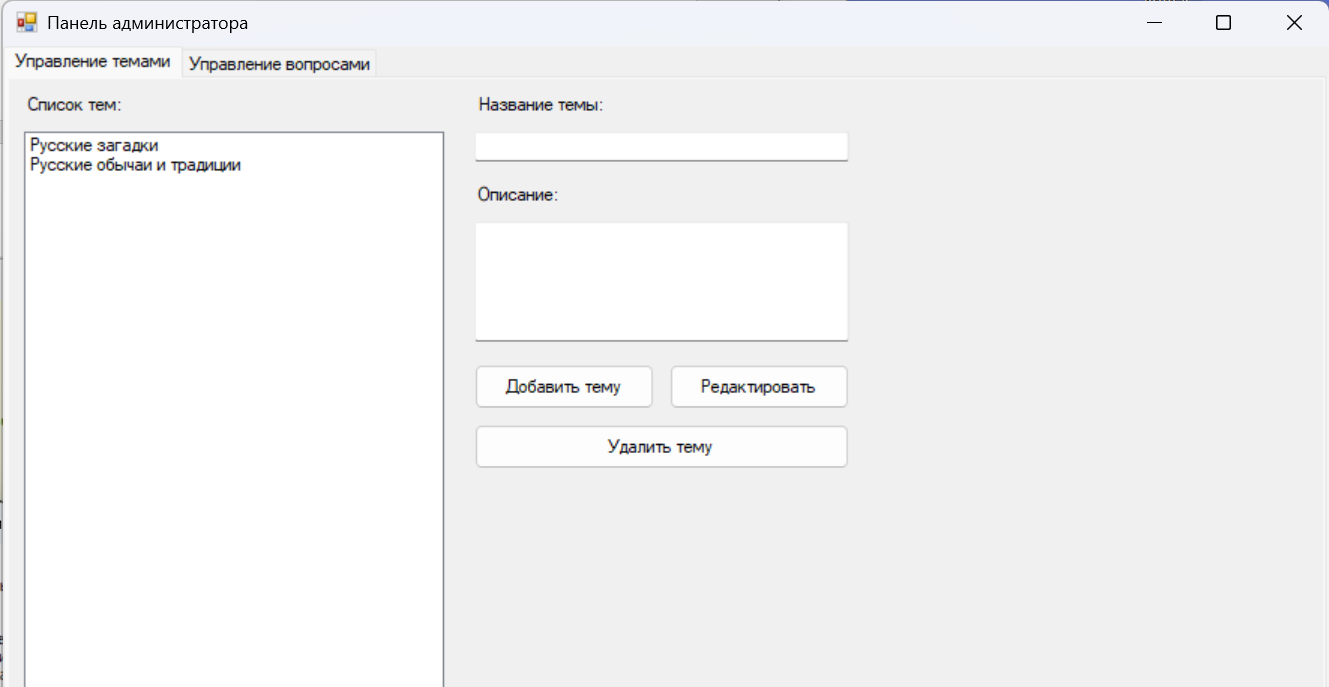 Панель администратора
Управление темами
Управление вопросами
Список тем:
Русские загадки
Русские обычаи и традиции
Название темы:
Описание:
Добавить тему
Редактировать
Удалить тему